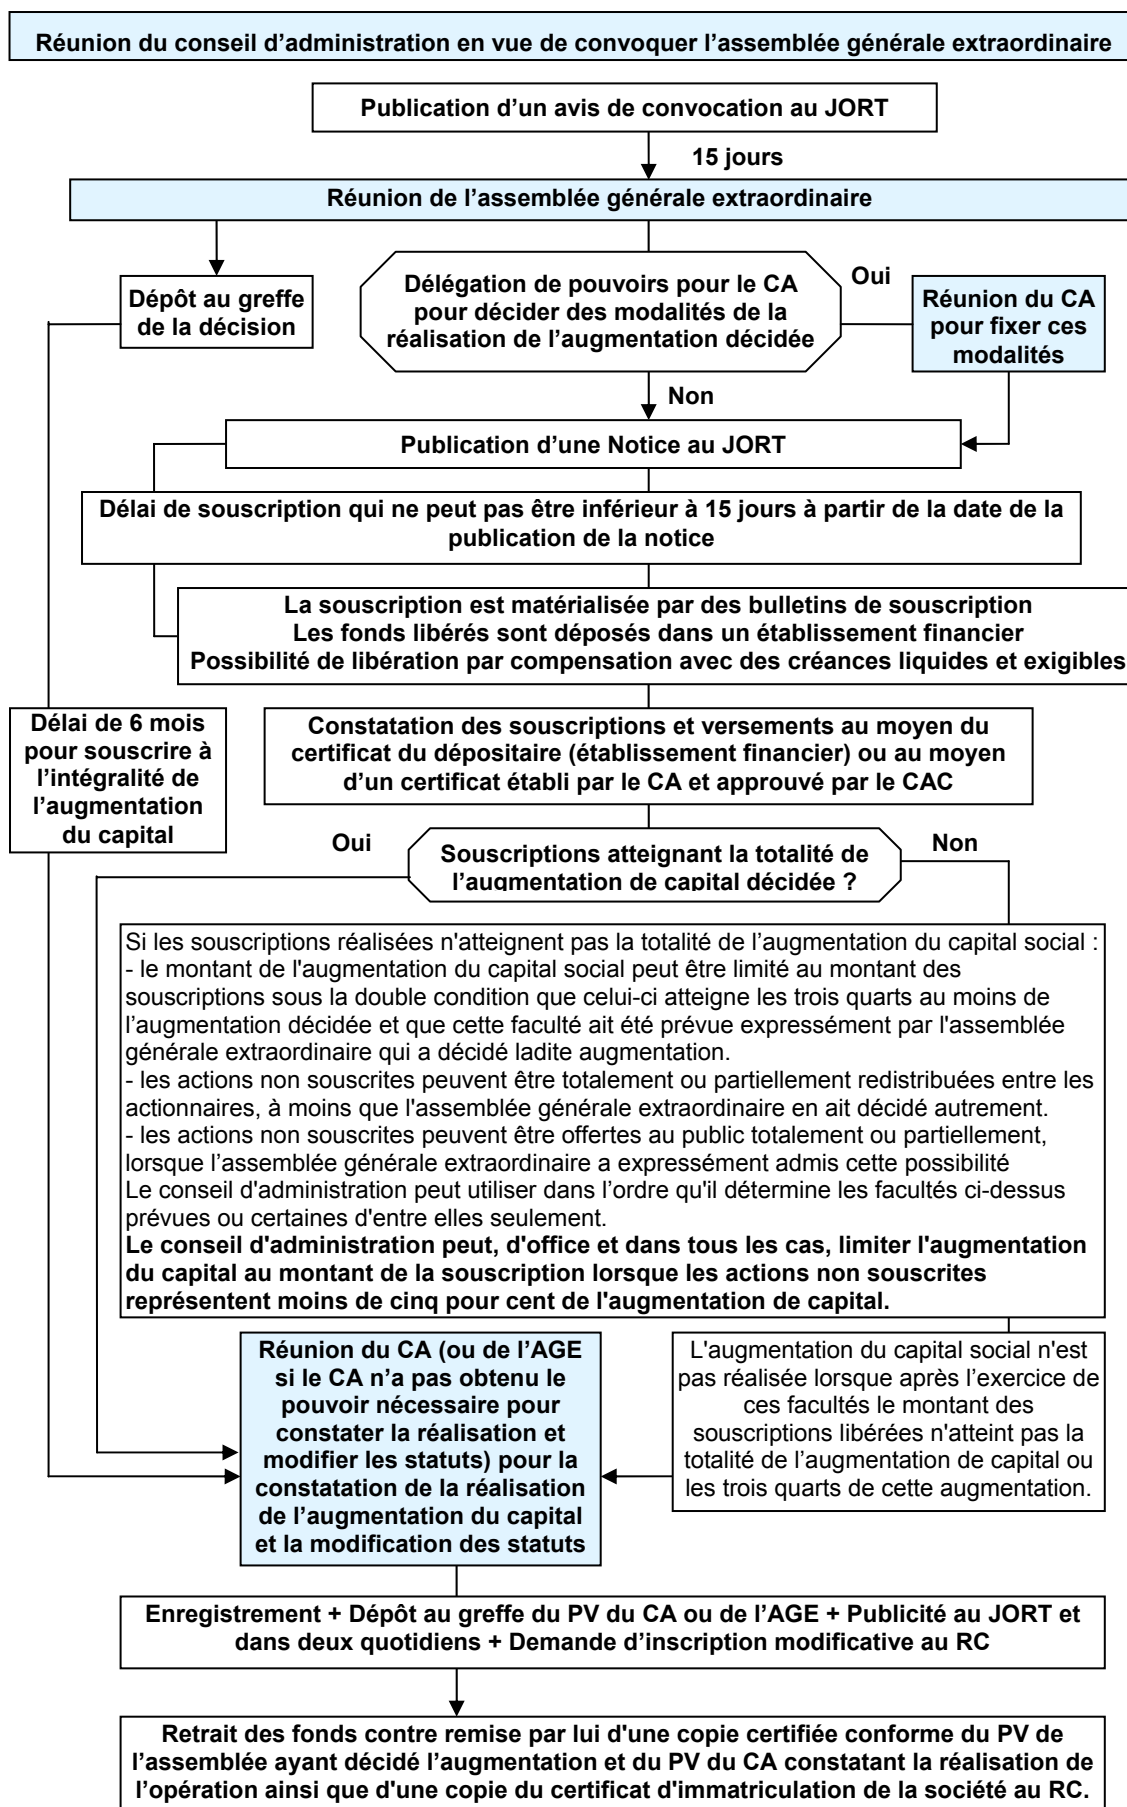 Réunion du conseil d’administration en vue de convoquer l’assemblée générale extraordinaire
Publication d’un avis de convocation au JORT
15 jours
Réunion de l’assemblée générale extraordinaire
Dépôt au greffe
de la décision
Délégation de pouvoirs pour le CA
pour décider des modalités de la
réalisation de l’augmentation décidée
Oui
Réunion du CA
pour fixer ces
modalités
Non
Publication d’une Notice au JORT
Délai de souscription qui ne peut pas être inférieur à 15 jours à partir de la date de la
publication de la notice
La souscription est matérialisée par des bulletins de souscription
Les fonds libérés sont déposés dans un établissement financier
Possibilité de libération par compensation avec des créances liquides et exigibles
Délai de 6 mois
pour souscrire à
l’intégralité de
l’augmentation
du capital
Constatation des souscriptions et versements au moyen du
certificat du dépositaire (établissement financier) ou au moyen
d’un certificat établi par le CA et approuvé par le CAC
Oui
Souscriptions atteignant la totalité de
l’augmentation de capital décidée ?
Non
Si les souscriptions réalisées n'atteignent pas la totalité de l’augmentation du capital social :
- le montant de l'augmentation du capital social peut être limité au montant des
souscriptions sous la double condition que celui-ci atteigne les trois quarts au moins de
l’augmentation décidée et que cette faculté ait été prévue expressément par l'assemblée
générale extraordinaire qui a décidé ladite augmentation.
- les actions non souscrites peuvent être totalement ou partiellement redistribuées entre les
actionnaires, à moins que l'assemblée générale extraordinaire en ait décidé autrement.
- les actions non souscrites peuvent être offertes au public totalement ou partiellement,
lorsque l’assemblée générale extraordinaire a expressément admis cette possibilité
Le conseil d'administration peut utiliser dans l’ordre qu'il détermine les facultés ci-dessus
prévues ou certaines d'entre elles seulement.
Le conseil d'administration peut, d'office et dans tous les cas, limiter l'augmentation
du capital au montant de la souscription lorsque les actions non souscrites
représentent moins de cinq pour cent de l'augmentation de capital.
Réunion du CA (ou de l’AGE
si le CA n’a pas obtenu le
pouvoir nécessaire pour
constater la réalisation et
modifier les statuts) pour la
constatation de la réalisation
de l’augmentation du capital
et la modification des statuts
L'augmentation du capital social n'est
pas réalisée lorsque après l’exercice de
ces facultés le montant des
souscriptions libérées n'atteint pas la
totalité de l’augmentation de capital ou
les trois quarts de cette augmentation.
Enregistrement + Dépôt au greffe du PV du CA ou de l’AGE + Publicité au JORT et
dans deux quotidiens + Demande d’inscription modificative au RC
Retrait des fonds contre remise par lui d'une copie certifiée conforme du PV de
l’assemblée ayant décidé l’augmentation et du PV du CA constatant la réalisation de
l’opération ainsi que d'une copie du certificat d'immatriculation de la société au RC.